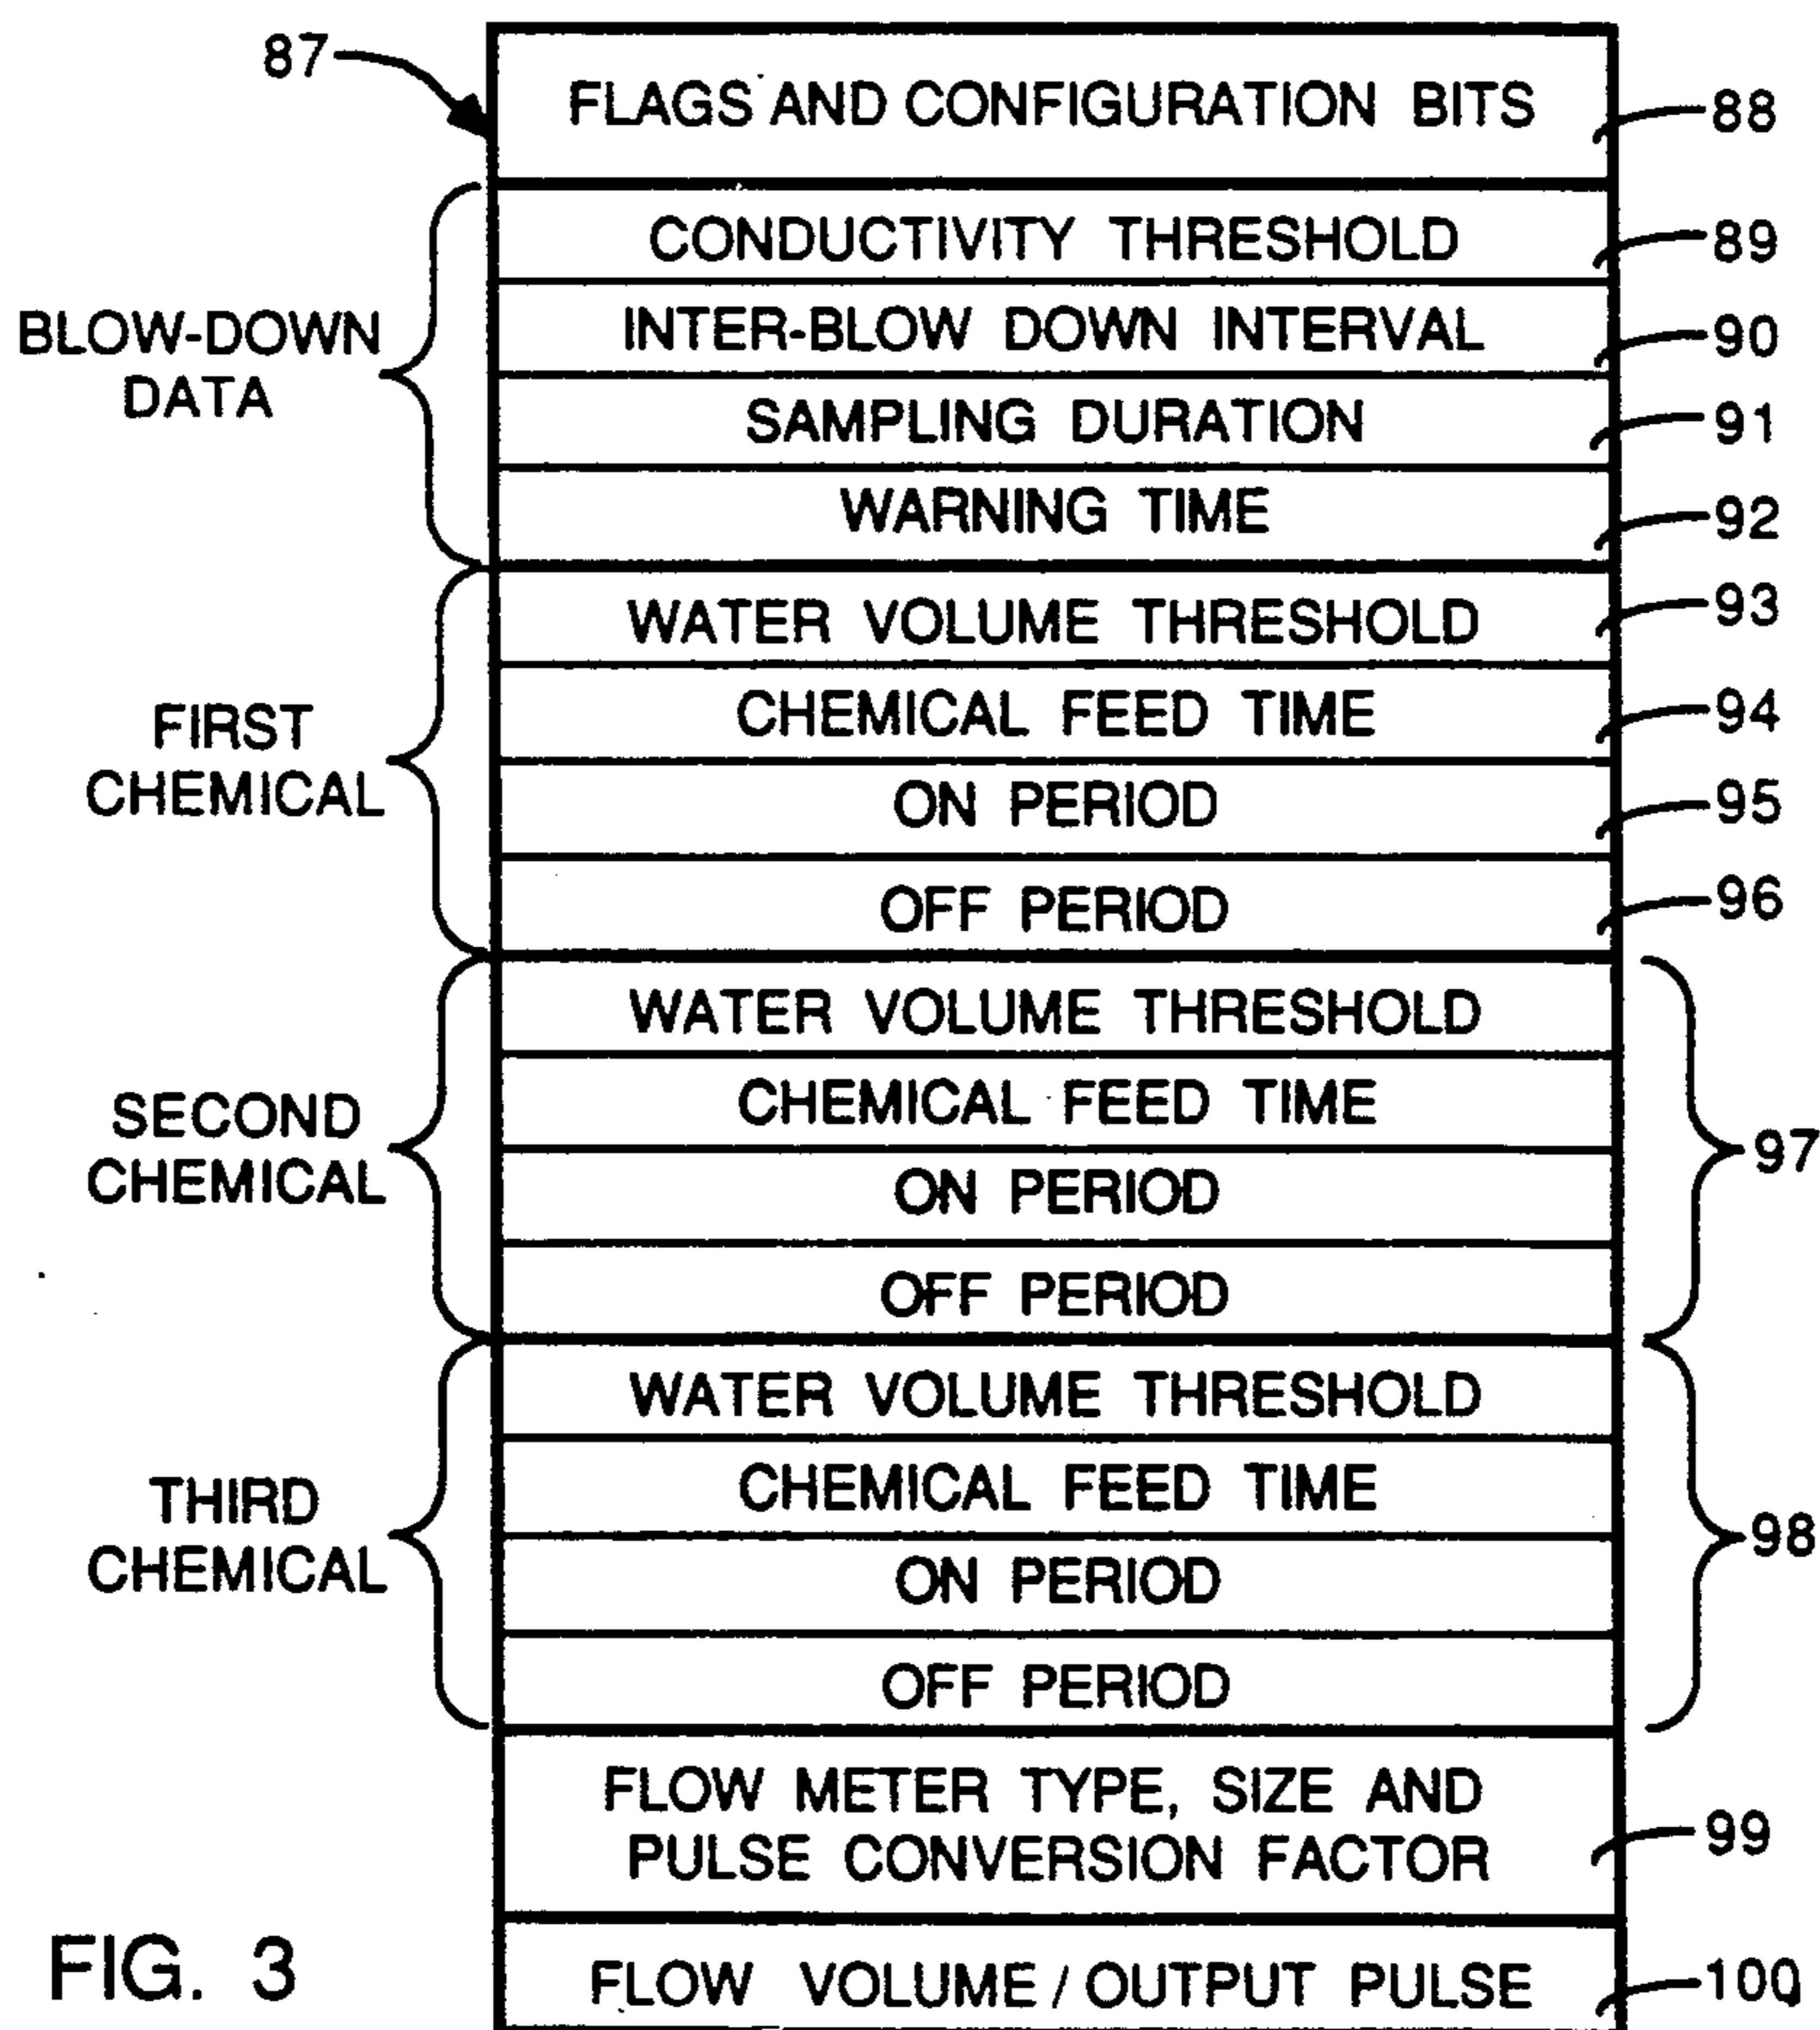 87
FLAGS AND CONFIGURATION BITS
88
CONDUCTIVITY THRESHOLD
89
BLOW-DOWN
DATA
INTER-BLOW DOWN INTERVAL
90
SAMPLING DURATION
91
WARNING TIME
92
FIRST
CHEMICAL
WATER VOLUME THRESHOLD
93
CHEMICAL FEED TIME
94
ON PERIOD
95
OFF PERIOD
96
SECOND
CHEMICAL
WATER VOLUME THRESHOLD
CHEMICAL FEED TIME
ON PERIOD
OFF PERIOD
97
THIRD
CHEMICAL
WATER VOLUME THRESHOLD
CHEMICAL FEED TIME
ON PERIOD
OFF PERIOD
98
FLOW METER TYPE, SIZE AND
PULSE CONVERSION FACTOR
99
FLOW VOLUME / OUTPUT PULSE
100
FIG. 3